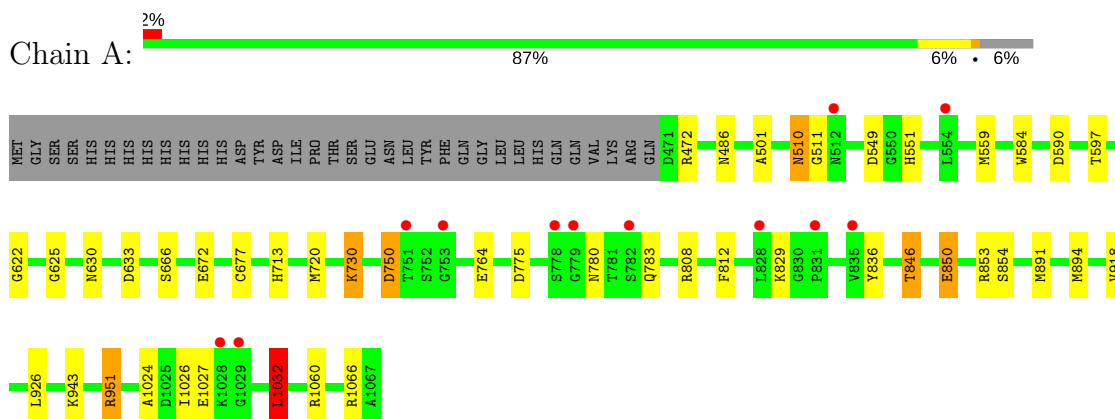 2%
Chain A:
87% 6% • 6%
MET GLY SER SER HIS HIS HIS HIS HIS HIS HIS HIS ASP TYR ASP ILE PRO THR SER GLU ASN LEU TYR PHE GLN GLY LEU LEU HIS GLN GLN VAL LYS ARG GLN D471 R472 N486 A501 N510 G511 N512 D549 G550 H551 L554 M559 W584 D590 T597
G622 G625 N630 D633 S666 E672 C677 H713 M720 K730 D750 T751 S752 G753 E764 D775 S778 G779 N780 T781 S782 Q783 R808 F812 L828 K829 G830 P831 V835 Y836 T846 E850 R853 S854 M891 M894
L926 K943 R951 A1024 D1025 I1026 E1027 K1028 G1029 L1032 R1060 R1066 A1067